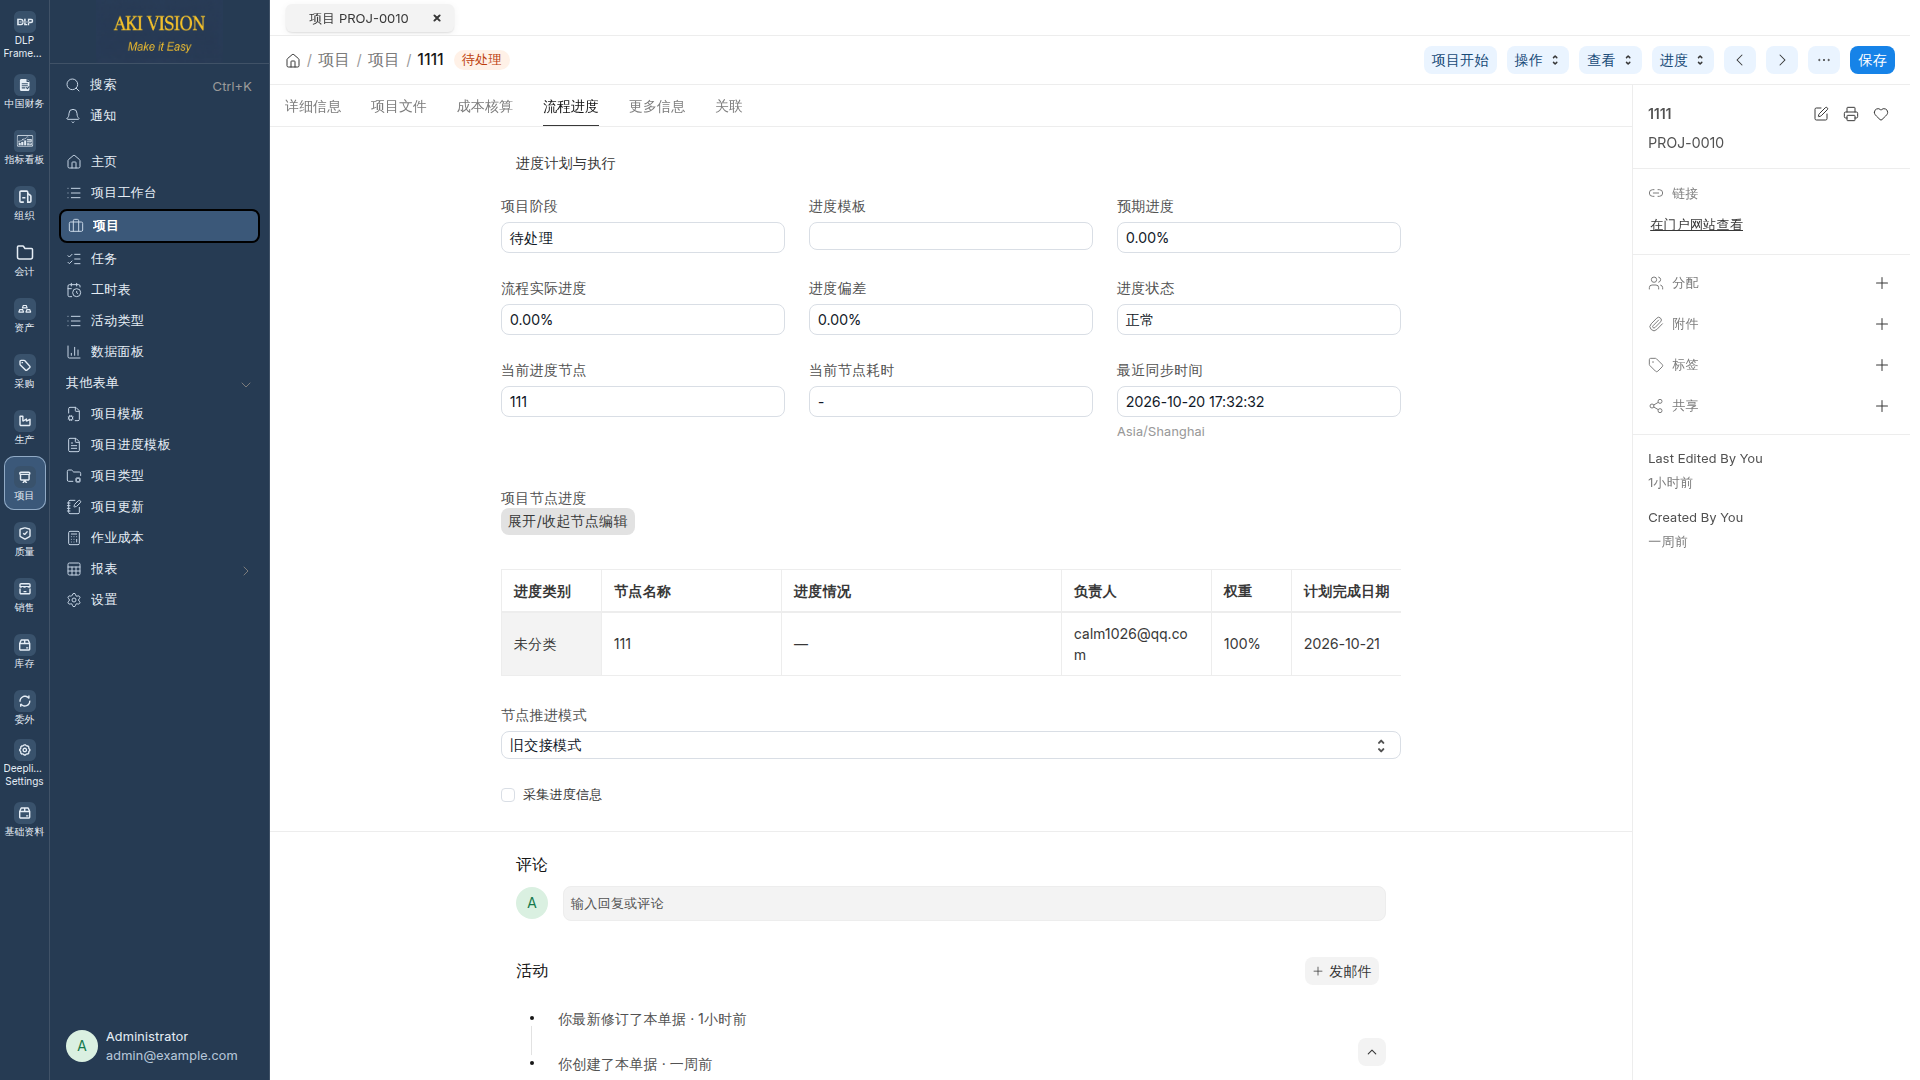 DLP
DLP
Frame...
中国财务
指标看板
组织
会计
资产
采购
生产
项目
质量
销售
库存
委外
Deepli...
Settings
基础资料
AKI VISION
Make it Easy
搜索 Ctrl+K
通知
主页
项目工作台
项目
任务
工时表
活动类型
数据面板
其他表单
项目模板
项目进度模板
项目类型
项目更新
作业成本
报表
设置
A
Administrator
admin@example.com
项目 PROJ-0010 ×
/ 项目 / 项目 / 1111 待处理
项目开始 操作 查看 进度 ··· 保存
详细信息 项目文件 成本核算 流程进度 更多信息 关联
进度计划与执行
项目阶段 进度模板 预期进度
待处理 0.00%
流程实际进度 进度偏差 进度状态
0.00% 0.00% 正常
当前进度节点 当前节点耗时 最近同步时间
111 - 2026-10-20 17:32:32
Asia/Shanghai
项目节点进度
展开/收起节点编辑
进度类别 节点名称 进度情况 负责人 权重 计划完成日期
未分类 111 — calm1026@qq.co 100% 2026-10-21
m
节点推进模式
旧交接模式
采集进度信息
评论
A 输入回复或评论
活动 + 发邮件
• 你最新修订了本单据 · 1小时前
• 你创建了本单据 · 一周前
1111
PROJ-0010
链接
在门户网站查看
分配 +
附件 +
标签 +
共享 +
Last Edited By You
1小时前
Created By You
一周前